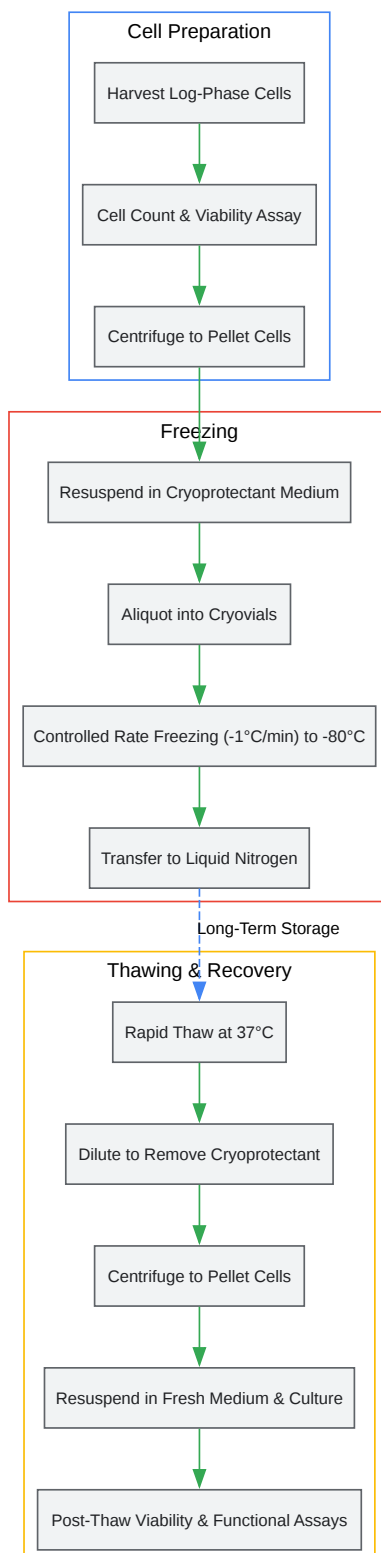 Cell Preparation
Harvest Log-Phase Cells
Cell Count & Viability Assay
Centrifuge to Pellet Cells
Freezing
Resuspend in Cryoprotectant Medium
Aliquot into Cryovials
Controlled Rate Freezing (-1°C/min) to -80°C
Transfer to Liquid Nitrogen
Long-Term Storage
Thawing & Recovery
Rapid Thaw at 37°C
Dilute to Remove Cryoprotectant
Centrifuge to Pellet Cells
Resuspend in Fresh Medium & Culture
Post-Thaw Viability & Functional Assays